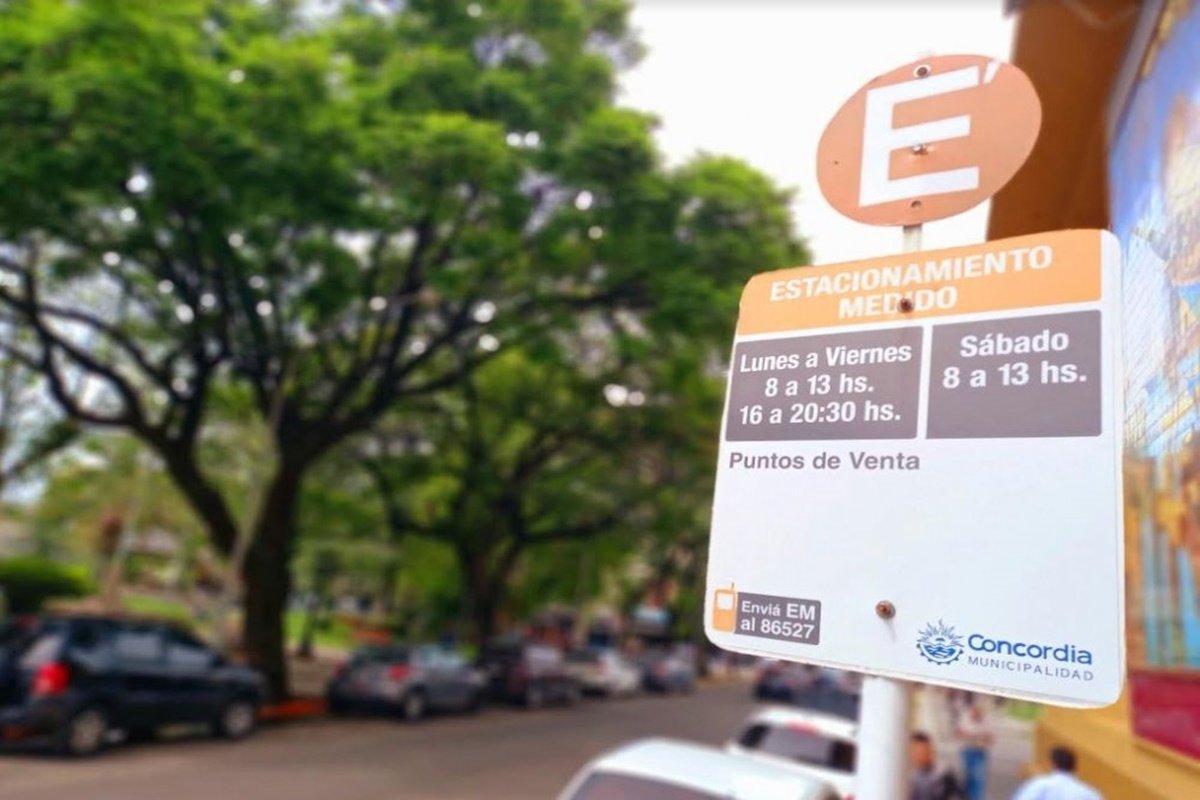 É
ESTACIONAMIENTO
MEDIDO
Lunes a Viernes
8 a 13 hs.
16 a 20:30 hs.
Sábado
8 a 13 hs.
Puntos de Venta
Enviá EM
al 86527
Concordia
MUNICIPALIDAD